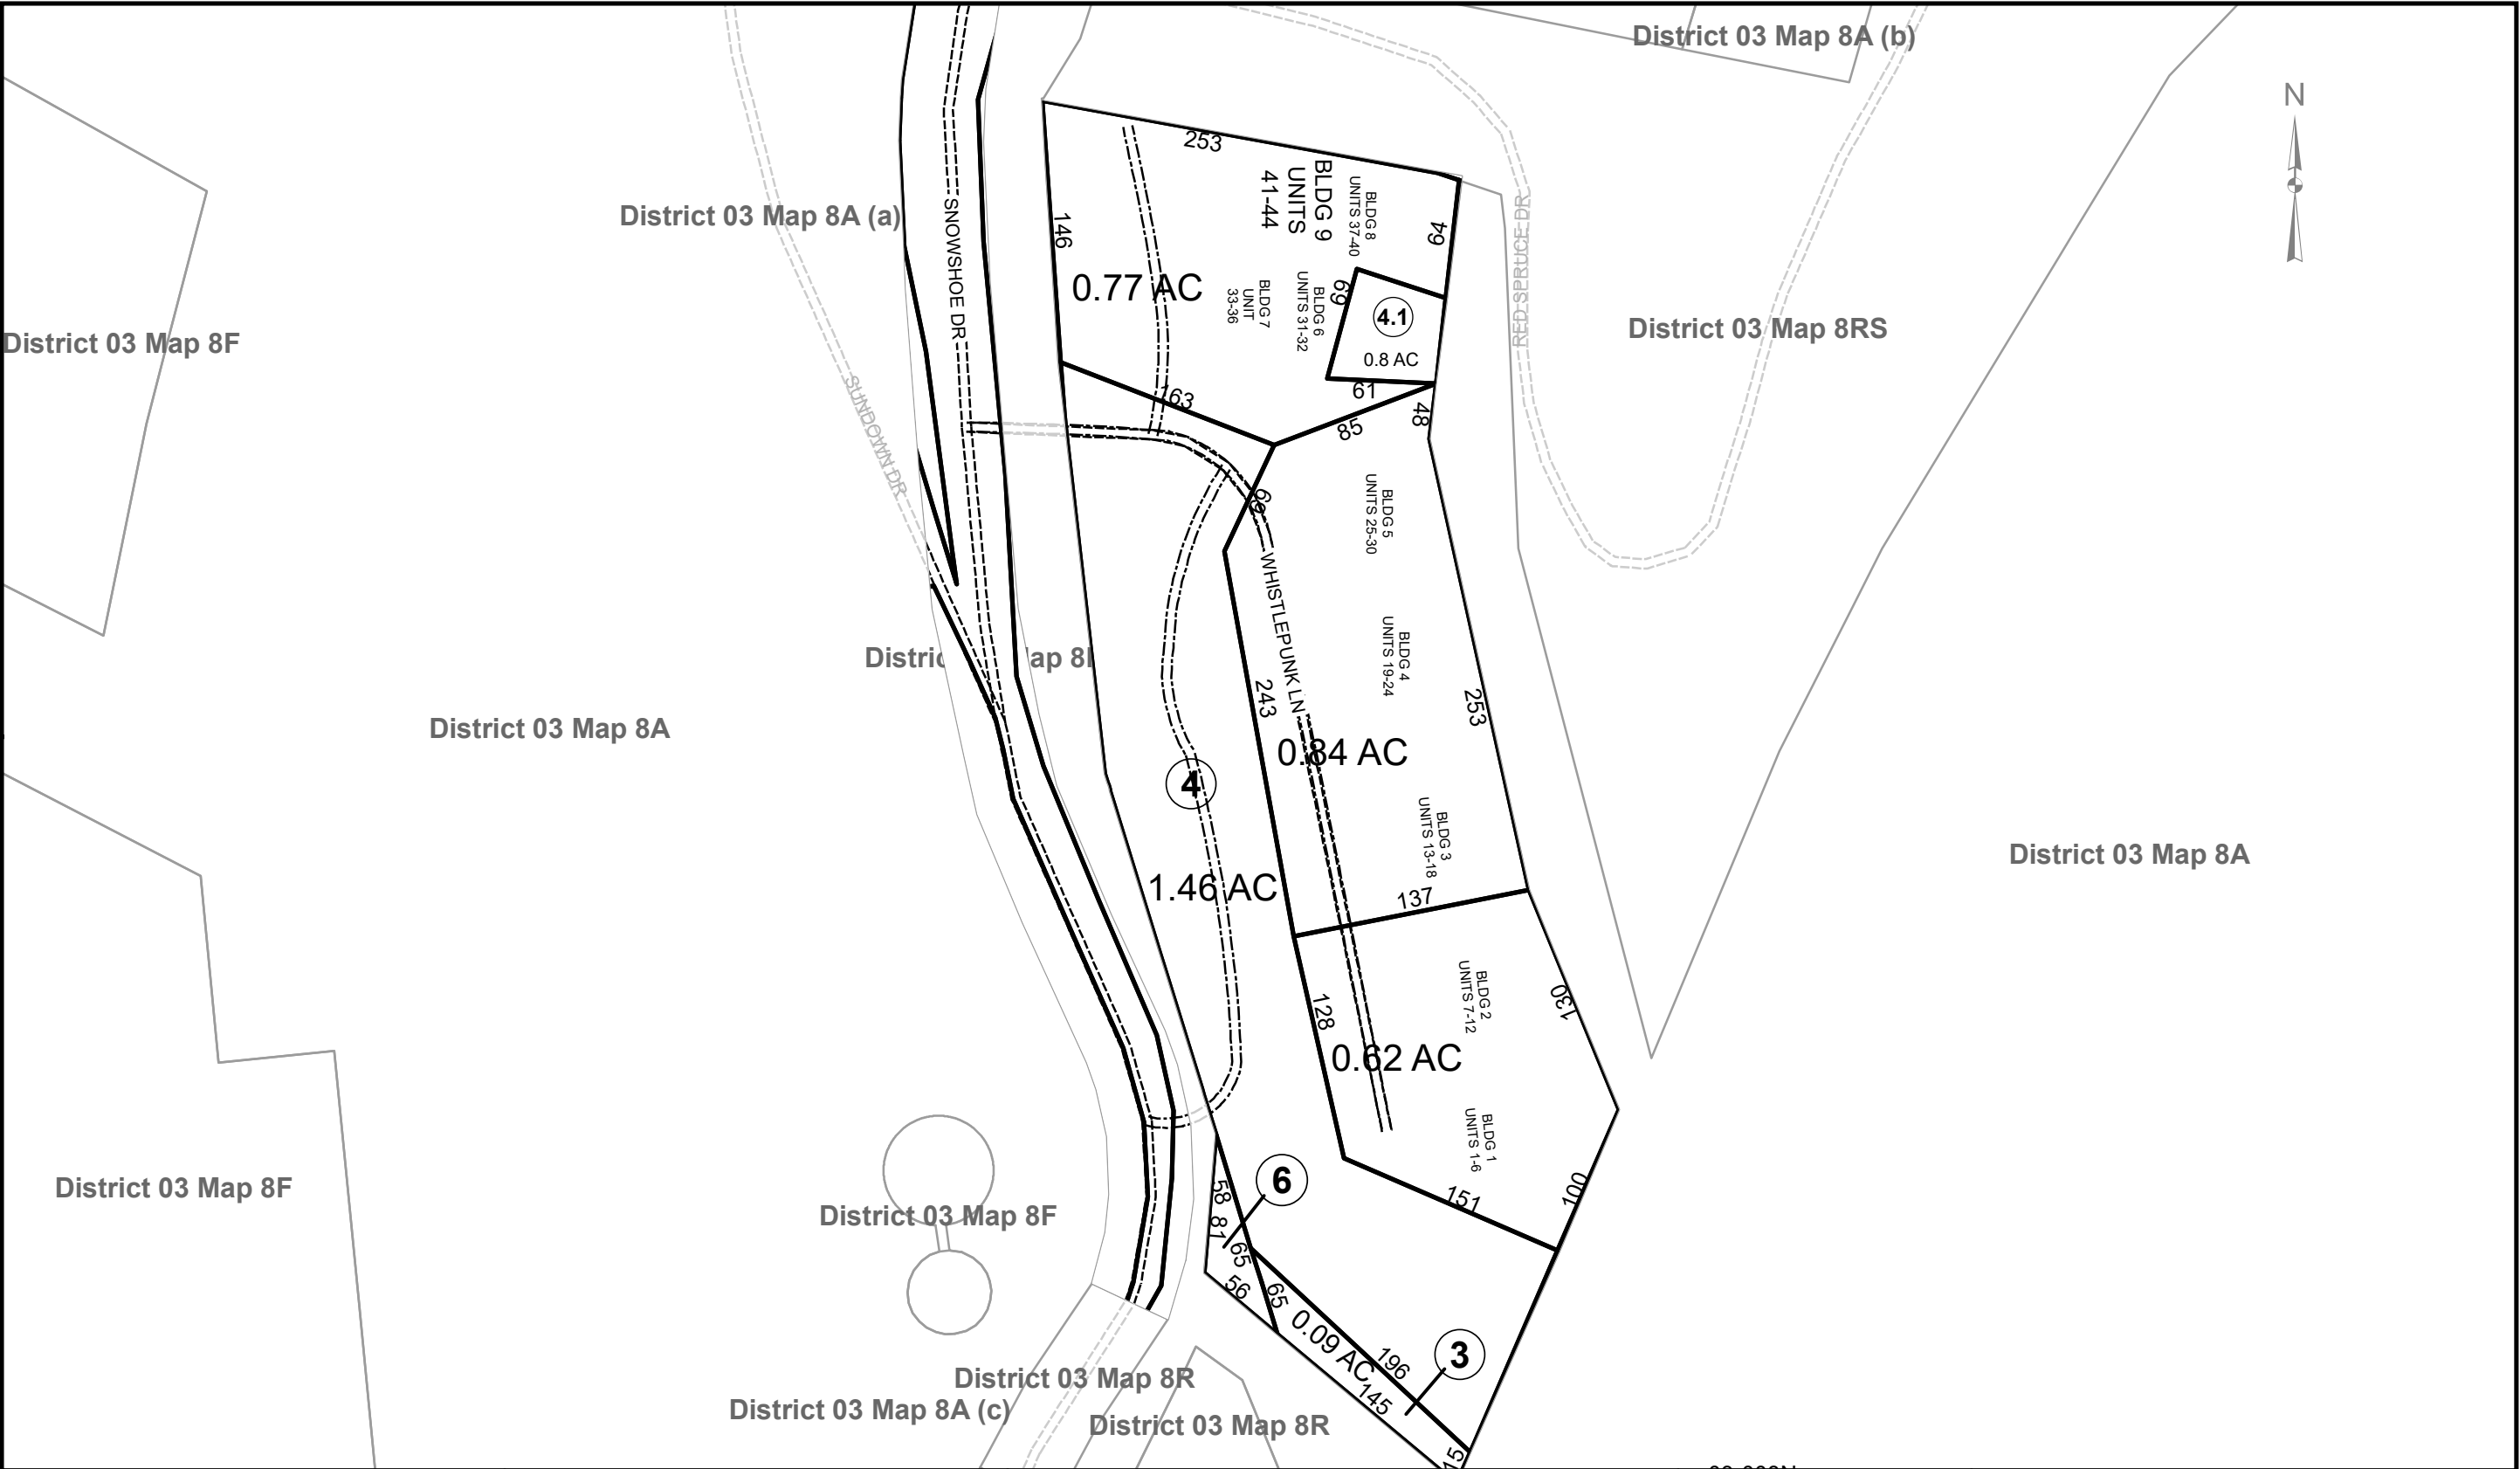 District 03 Map 8A (b)
N
253
BLDG 9
UNITS
41-44
BLDG 8
UNITS 37-40
64
District 03 Map 8A (a)
SNOWSHOE DR
146
0.77 AC
BLDG 7
UNIT
33-36
BLDG 6
UNITS 31-32
69
4.1
0.8 AC
RED SPRUCE DR
District 03 Map 8RS
District 03 Map 8F
SUNDOWN DR
163
61
85
48
69
BLDG 5
UNITS 25-30
WHISTLEPUNK LN
BLDG 4
UNITS 19-24
District 03 Map 8A
243
253
0.84 AC
4
BLDG 3
UNITS 13-18
District 03 Map 8A
1.46 AC
137
BLDG 2
UNITS 7-12
130
128
0.62 AC
BLDG 1
UNITS 1-6
100
151
6
58
81
65
56
65
0.09 AC
196
145
3
15
District 03 Map 8F
District 03 Map 8F
District 03 Map 8R
District 03 Map 8A (c)
District 03 Map 8R